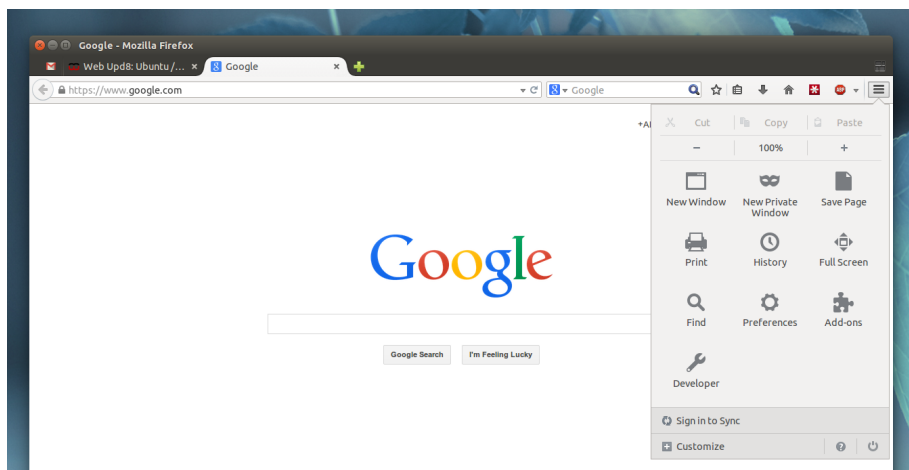 Google - Mozilla Firefox
Web Upd8: Ubuntu /... × Google ×
https://www.google.com Google ABP
Cut Copy Paste
− 100% +
New Window New Private Window Save Page
Print History Full Screen
Google
Find Preferences Add-ons
Google Search I'm Feeling Lucky
Developer
Sign in to Sync
Customize